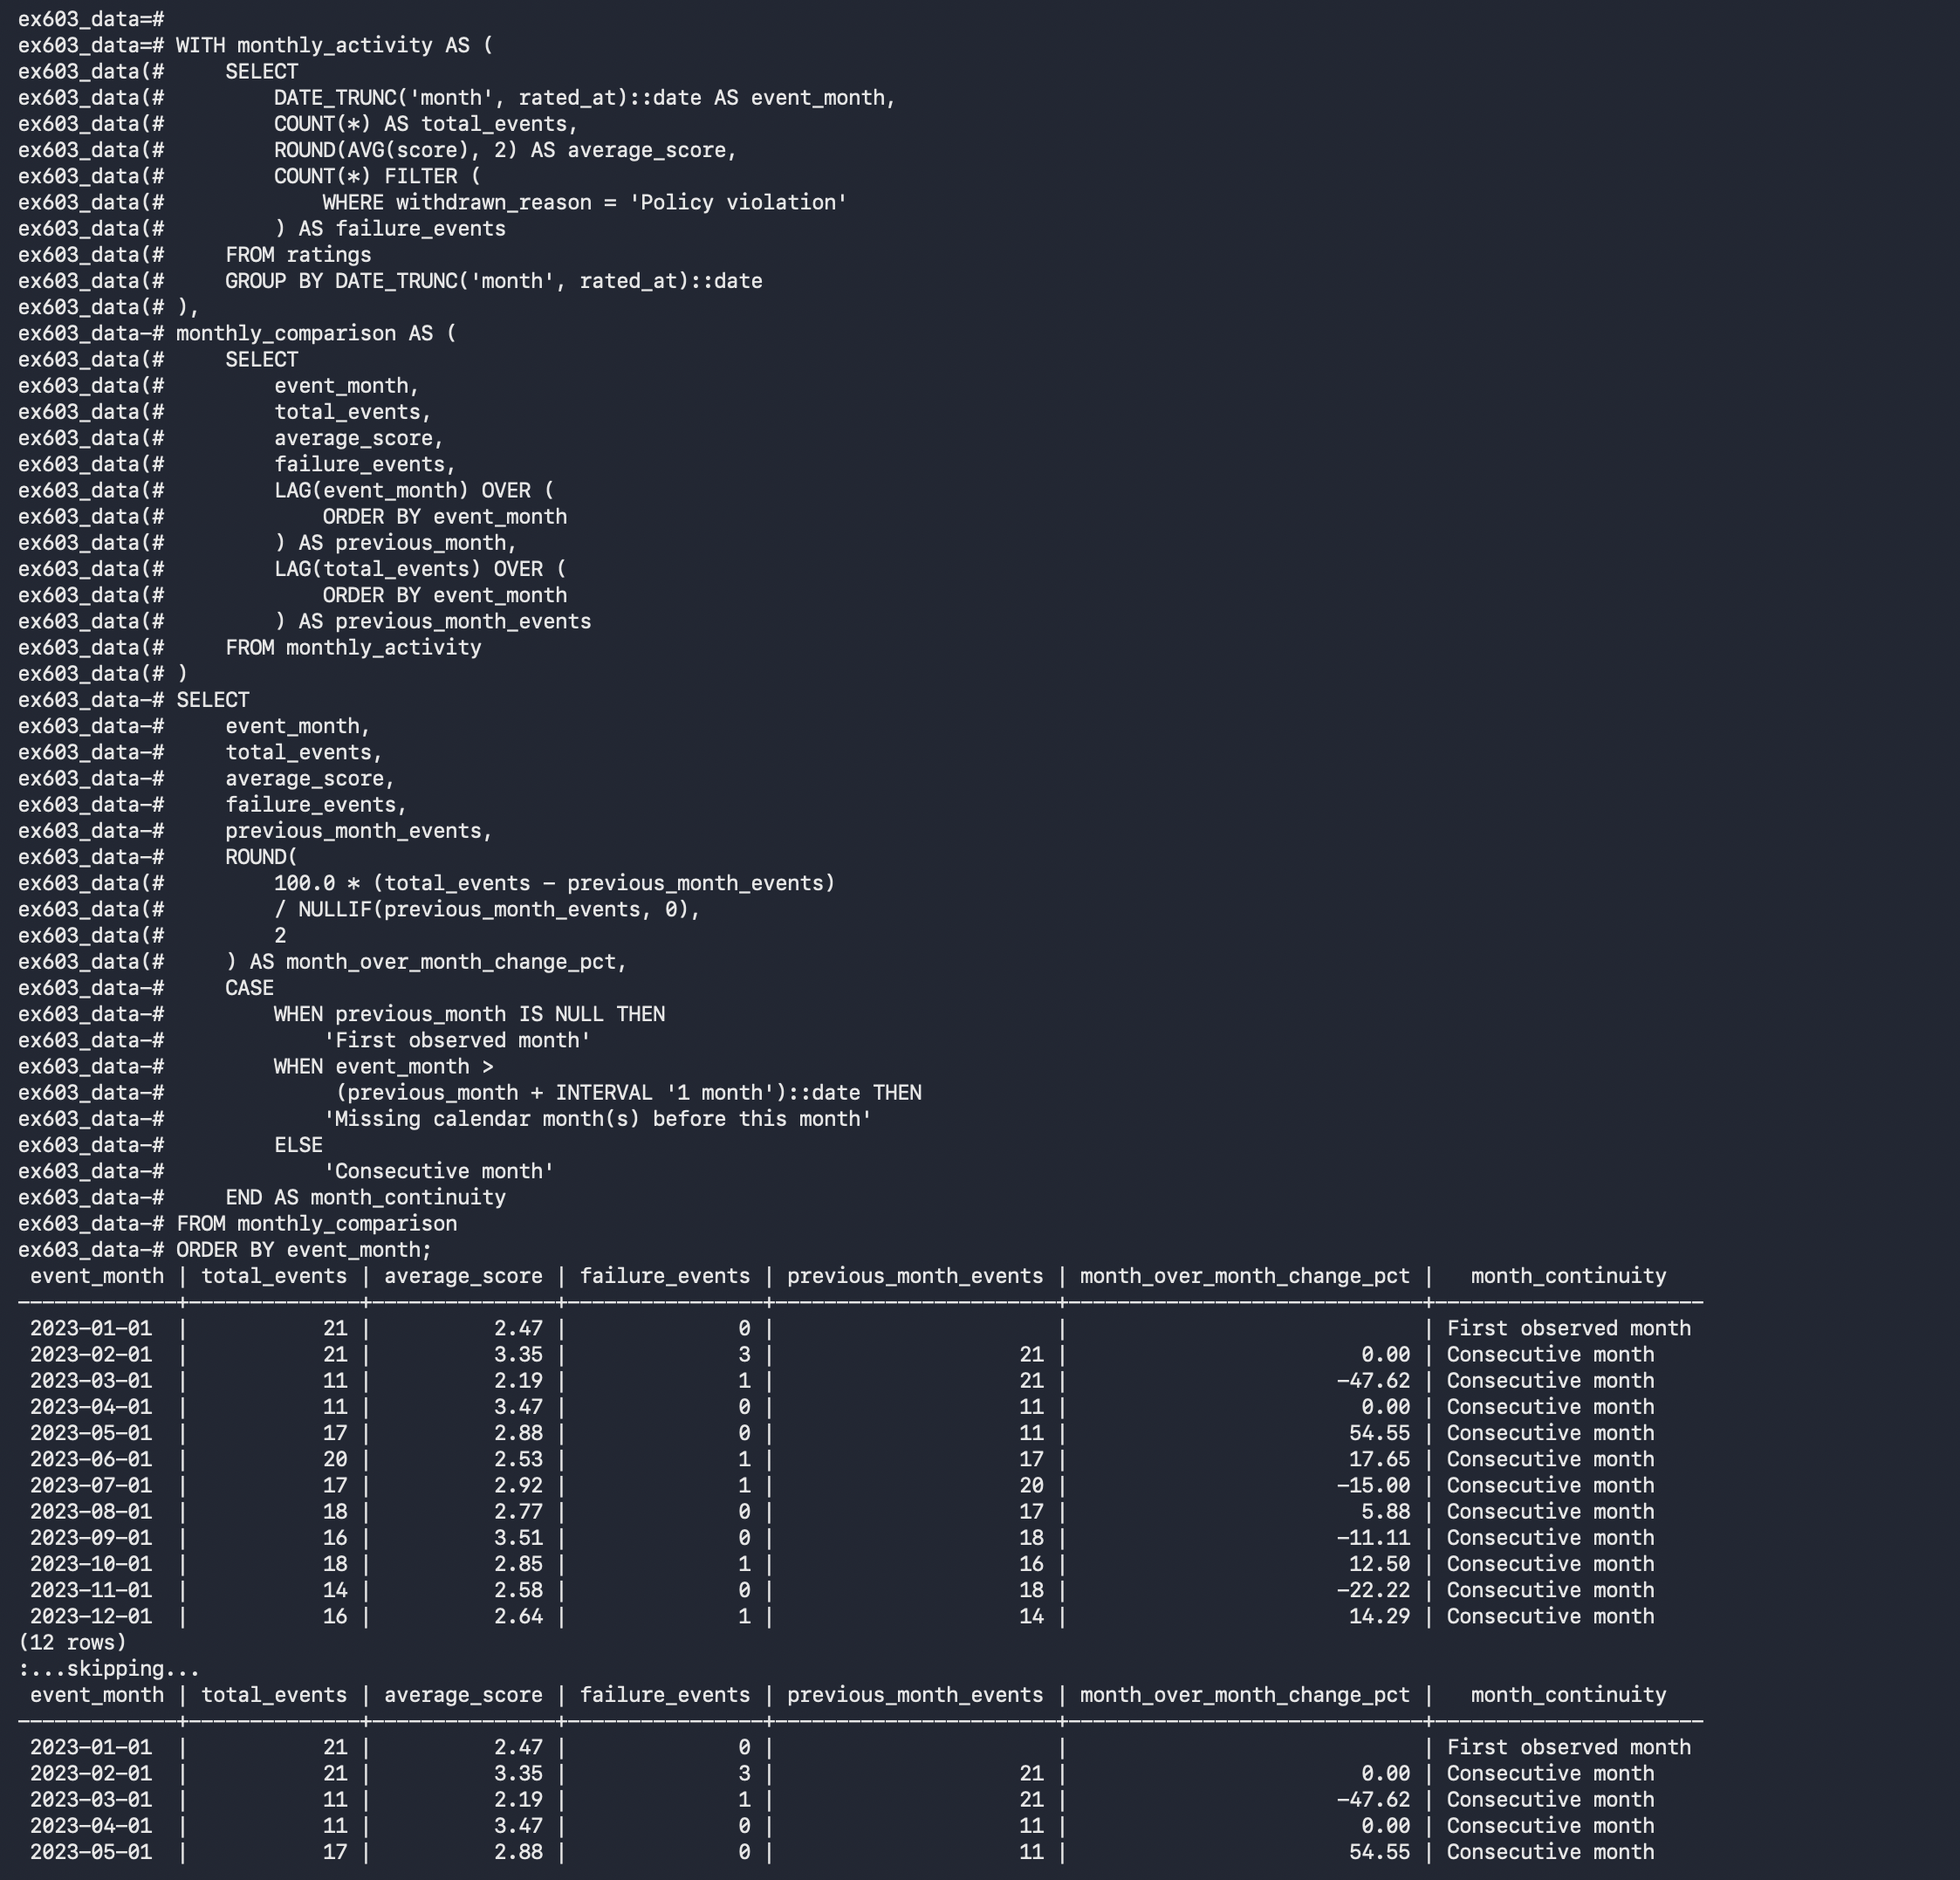 ex603_data=#
ex603_data=# WITH monthly_activity AS (
ex603_data(#     SELECT
ex603_data(#         DATE_TRUNC('month', rated_at)::date AS event_month,
ex603_data(#         COUNT(*) AS total_events,
ex603_data(#         ROUND(AVG(score), 2) AS average_score,
ex603_data(#         COUNT(*) FILTER (
ex603_data(#             WHERE withdrawn_reason = 'Policy violation'
ex603_data(#         ) AS failure_events
ex603_data(#     FROM ratings
ex603_data(#     GROUP BY DATE_TRUNC('month', rated_at)::date
ex603_data(# ),
ex603_data-# monthly_comparison AS (
ex603_data(#     SELECT
ex603_data(#         event_month,
ex603_data(#         total_events,
ex603_data(#         average_score,
ex603_data(#         failure_events,
ex603_data(#         LAG(event_month) OVER (
ex603_data(#             ORDER BY event_month
ex603_data(#         ) AS previous_month,
ex603_data(#         LAG(total_events) OVER (
ex603_data(#             ORDER BY event_month
ex603_data(#         ) AS previous_month_events
ex603_data(#     FROM monthly_activity
ex603_data(# )
ex603_data-# SELECT
ex603_data-#     event_month,
ex603_data-#     total_events,
ex603_data-#     average_score,
ex603_data-#     failure_events,
ex603_data-#     previous_month_events,
ex603_data-#     ROUND(
ex603_data(#         100.0 * (total_events - previous_month_events)
ex603_data(#         / NULLIF(previous_month_events, 0),
ex603_data(#         2
ex603_data(#     ) AS month_over_month_change_pct,
ex603_data-#     CASE
ex603_data-#         WHEN previous_month IS NULL THEN
ex603_data-#             'First observed month'
ex603_data-#         WHEN event_month >
ex603_data-#              (previous_month + INTERVAL '1 month')::date THEN
ex603_data-#             'Missing calendar month(s) before this month'
ex603_data-#         ELSE
ex603_data-#             'Consecutive month'
ex603_data-#     END AS month_continuity
ex603_data-# FROM monthly_comparison
ex603_data-# ORDER BY event_month;
 event_month | total_events | average_score | failure_events | previous_month_events | month_over_month_change_pct |   month_continuity
-------------+--------------+---------------+----------------+-----------------------+-----------------------------+----------------------
 2023-01-01  |           21 |          2.47 |              0 |                       |                             | First observed month
 2023-02-01  |           21 |          3.35 |              3 |                    21 |                        0.00 | Consecutive month
 2023-03-01  |           11 |          2.19 |              1 |                    21 |                      -47.62 | Consecutive month
 2023-04-01  |           11 |          3.47 |              0 |                    11 |                        0.00 | Consecutive month
 2023-05-01  |           17 |          2.88 |              0 |                    11 |                       54.55 | Consecutive month
 2023-06-01  |           20 |          2.53 |              1 |                    17 |                       17.65 | Consecutive month
 2023-07-01  |           17 |          2.92 |              1 |                    20 |                      -15.00 | Consecutive month
 2023-08-01  |           18 |          2.77 |              0 |                    17 |                        5.88 | Consecutive month
 2023-09-01  |           16 |          3.51 |              0 |                    18 |                      -11.11 | Consecutive month
 2023-10-01  |           18 |          2.85 |              1 |                    16 |                       12.50 | Consecutive month
 2023-11-01  |           14 |          2.58 |              0 |                    18 |                      -22.22 | Consecutive month
 2023-12-01  |           16 |          2.64 |              1 |                    14 |                       14.29 | Consecutive month
(12 rows)
:...skipping...
 event_month | total_events | average_score | failure_events | previous_month_events | month_over_month_change_pct |   month_continuity
-------------+--------------+---------------+----------------+-----------------------+-----------------------------+----------------------
 2023-01-01  |           21 |          2.47 |              0 |                       |                             | First observed month
 2023-02-01  |           21 |          3.35 |              3 |                    21 |                        0.00 | Consecutive month
 2023-03-01  |           11 |          2.19 |              1 |                    21 |                      -47.62 | Consecutive month
 2023-04-01  |           11 |          3.47 |              0 |                    11 |                        0.00 | Consecutive month
 2023-05-01  |           17 |          2.88 |              0 |                    11 |                       54.55 | Consecutive month